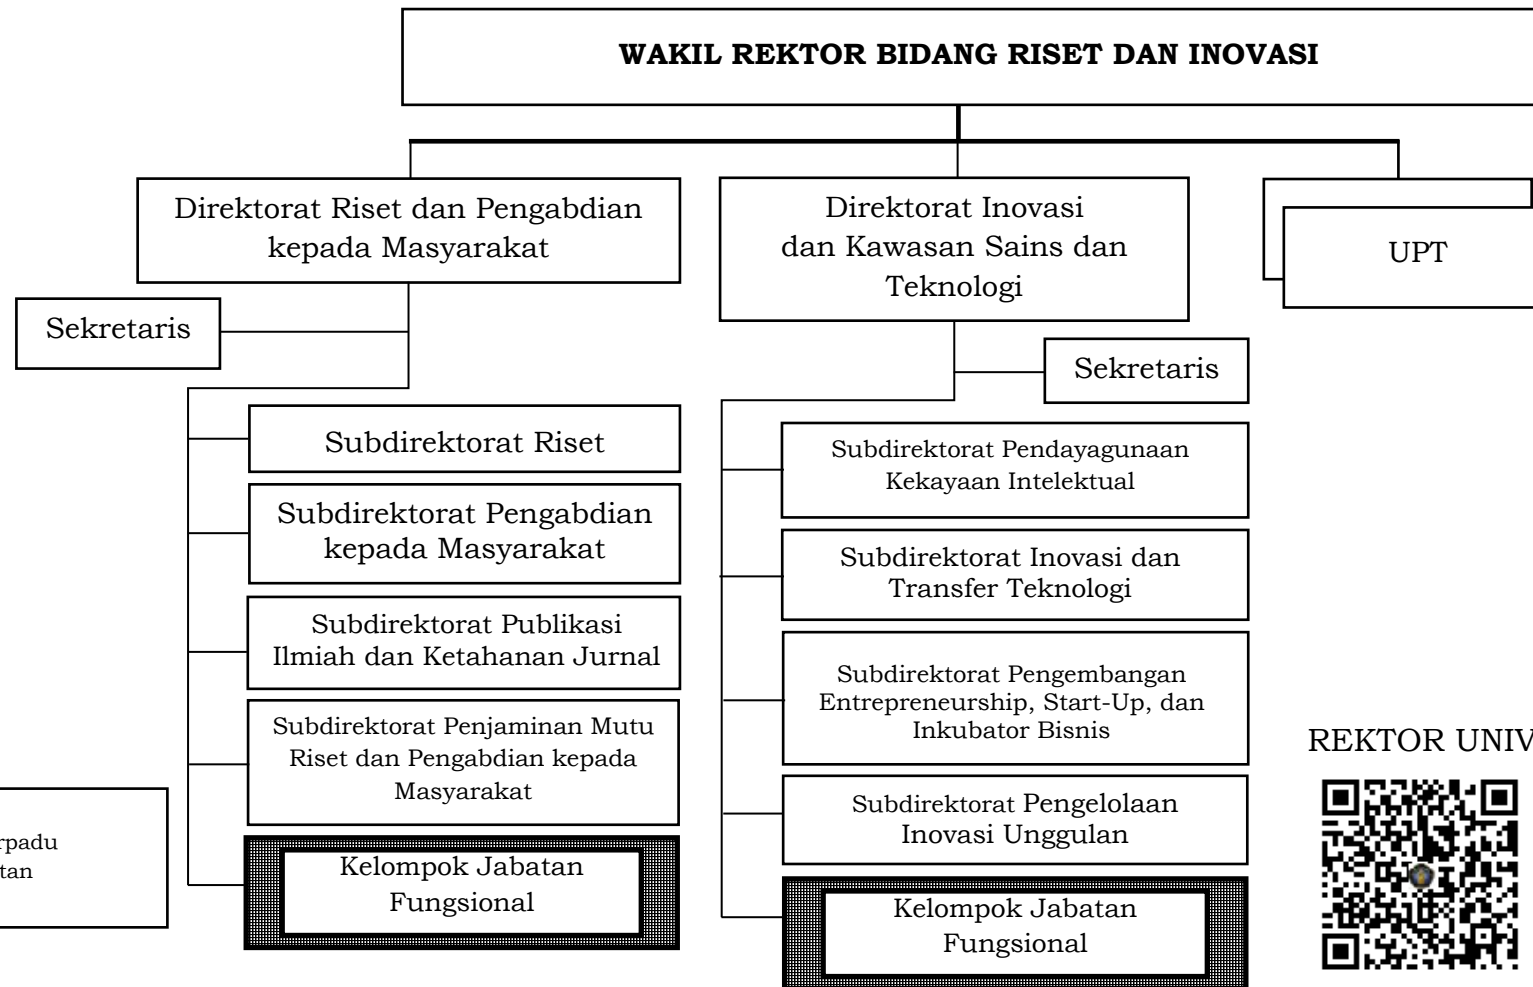 WAKIL REKTOR BIDANG RISET DAN INOVASI
Direktorat Riset dan Pengabdian
kepada Masyarakat
Direktorat Inovasi
dan Kawasan Sains dan
Teknologi
UPT
Sekretaris
Sekretaris
Subdirektorat Riset
Subdirektorat Pengabdian
kepada Masyarakat
Subdirektorat Publikasi
Ilmiah dan Ketahanan Jurnal
Subdirektorat Penjaminan Mutu
Riset dan Pengabdian kepada
Masyarakat
Kelompok Jabatan
Fungsional
Subdirektorat Pendayagunaan
Kekayaan Intelektual
Subdirektorat Inovasi dan
Transfer Teknologi
Subdirektorat Pengembangan
Entrepreneurship, Start-Up, dan
Inkubator Bisnis
Subdirektorat Pengelolaan
Inovasi Unggulan
Kelompok Jabatan
Fungsional
REKTOR UNIV
rpadu
tan